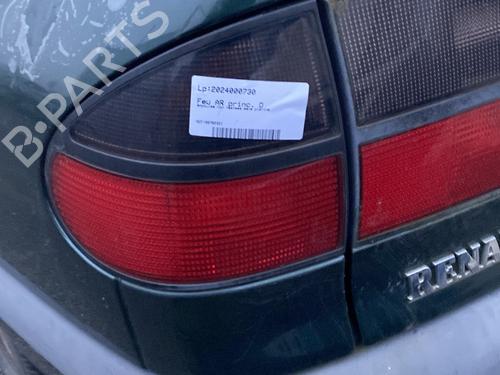 B-PARTS
Lp:2024000730
Feu AR princ. D
RENA